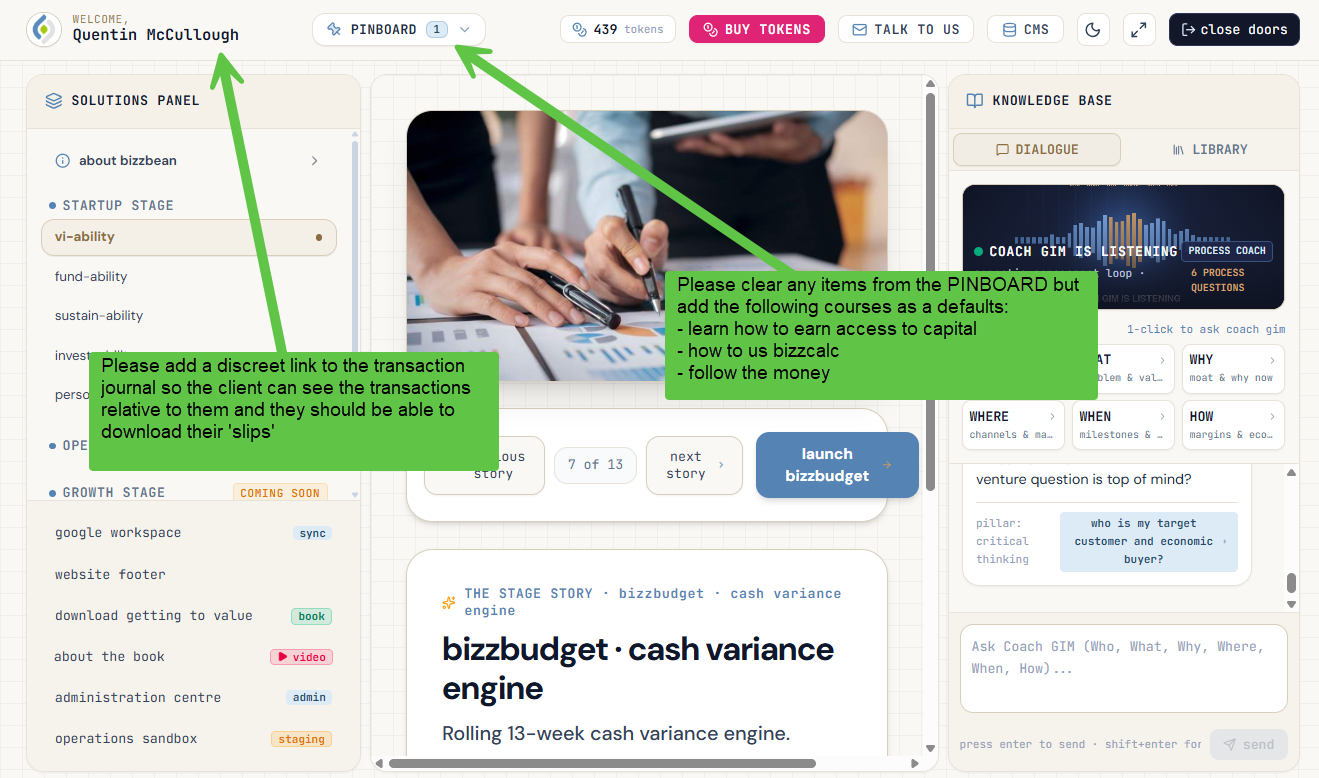 WELCOME,
Quentin McCullough
PINBOARD 1
439 tokens
BUY TOKENS
TALK TO US
CMS
close doors
SOLUTIONS PANEL
about bizzbean
STARTUP STAGE
vi-ability
fund-ability
sustain-ability
Please add a discreet link to the transaction
journal so the client can see the transactions
relative to them and they should be able to
download their 'slips'
GROWTH STAGE COMING SOON
google workspace sync
website footer
download getting to value book
about the book video
administration centre admin
operations sandbox staging
Please clear any items from the PINBOARD but
add the following courses as a defaults:
- learn how to earn access to capital
- how to us bizzcalc
- follow the money
story
7 of 13
next
story
launch
bizzbudget
THE STAGE STORY · bizzbudget · cash variance
engine
bizzbudget · cash variance
engine
Rolling 13-week cash variance engine.
KNOWLEDGE BASE
DIALOGUE
LIBRARY
COACH GIM IS LISTENING
PROCESS COACH
loop ·
6 PROCESS
QUESTIONS
GIM IS LISTENING
1-click to ask coach gim
WHY
moat & why now
WHERE
channels & ma…
WHEN
milestones & …
HOW
margins & eco…
venture question is top of mind?
pillar:
critical
thinking
who is my target
customer and economic
buyer?
Ask Coach GIM (Who, What, Why, Where,
When, How)...
press enter to send · shift+enter for
send